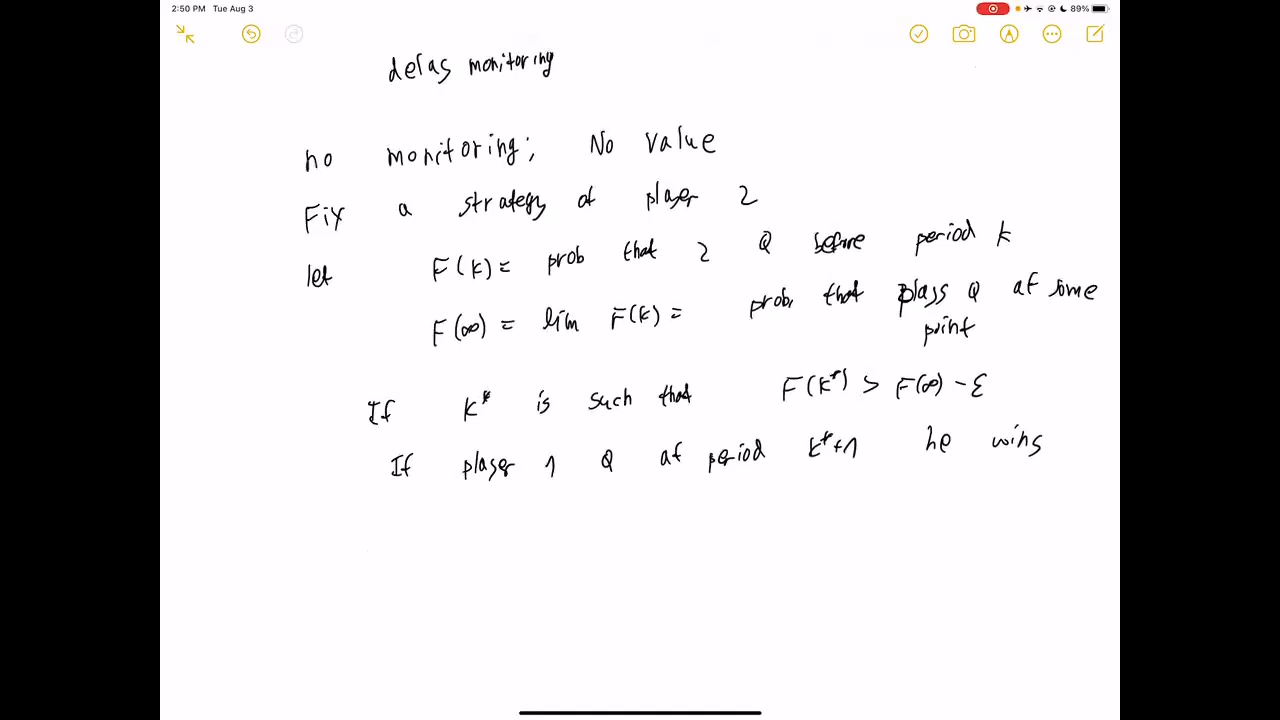 2:50 PM Tue Aug 3
89%
delay monitoring
no monitoring; No value
Fix a strategy of player 2
let F(k) = prob that 2 Q before period k
F(∞) = lim F(k) = prob. that plays Q at some
point
If k* is such that F(k*) > F(∞) - ε
If player 1 Q at period k*+1 he wins